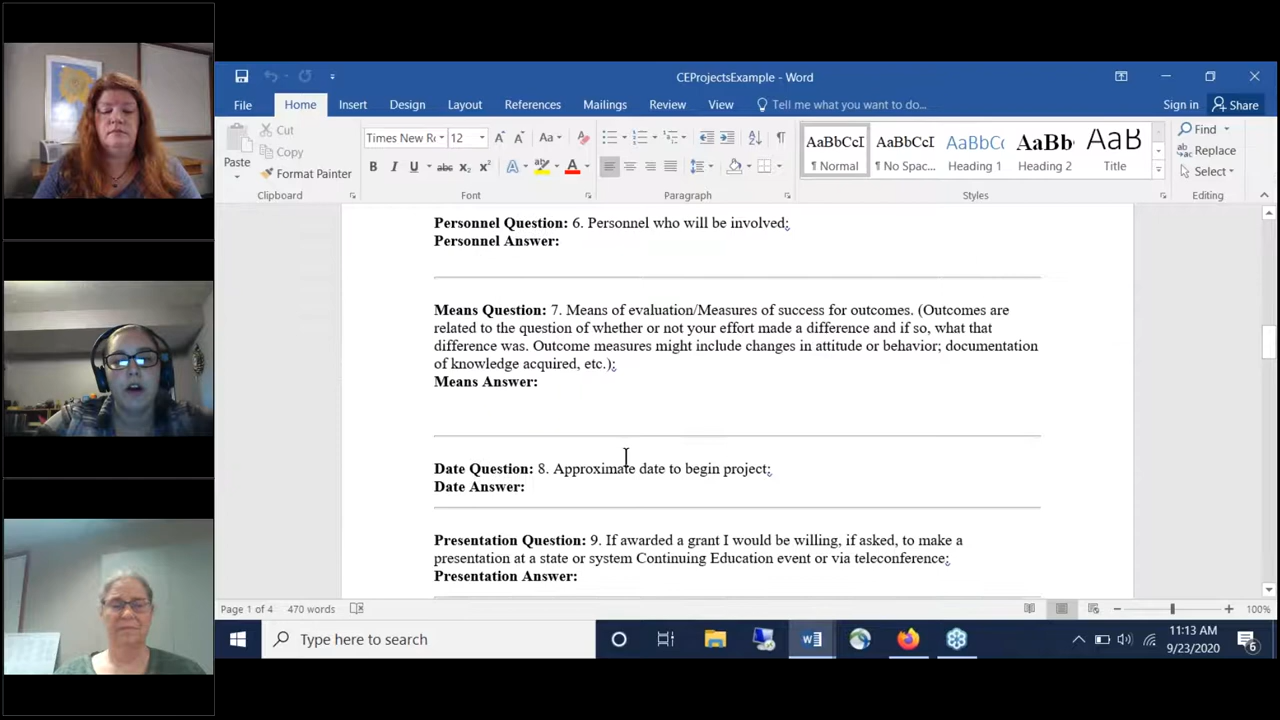 CEProjectsExample - Word
File Home Insert Design Layout References Mailings Review View Tell me what you want to do... Sign in Share
Paste Cut Copy Format Painter
Times New Ro 12
AaBbCcI AaBbCcI AaBbCc AaBb AaB
¶ Normal ¶ No Spac... Heading 1 Heading 2 Title
Find Replace Select
Clipboard Font Paragraph Styles Editing
Personnel Question: 6. Personnel who will be involved;
Personnel Answer:
Means Question: 7. Means of evaluation/Measures of success for outcomes. (Outcomes are
related to the question of whether or not your effort made a difference and if so, what that
difference was. Outcome measures might include changes in attitude or behavior; documentation
of knowledge acquired, etc.);
Means Answer:
Date Question: 8. Approximate date to begin project;
Date Answer:
Presentation Question: 9. If awarded a grant I would be willing, if asked, to make a
presentation at a state or system Continuing Education event or via teleconference;
Presentation Answer:
Page 1 of 4 470 words 100%
Type here to search
11:13 AM
9/23/2020
6